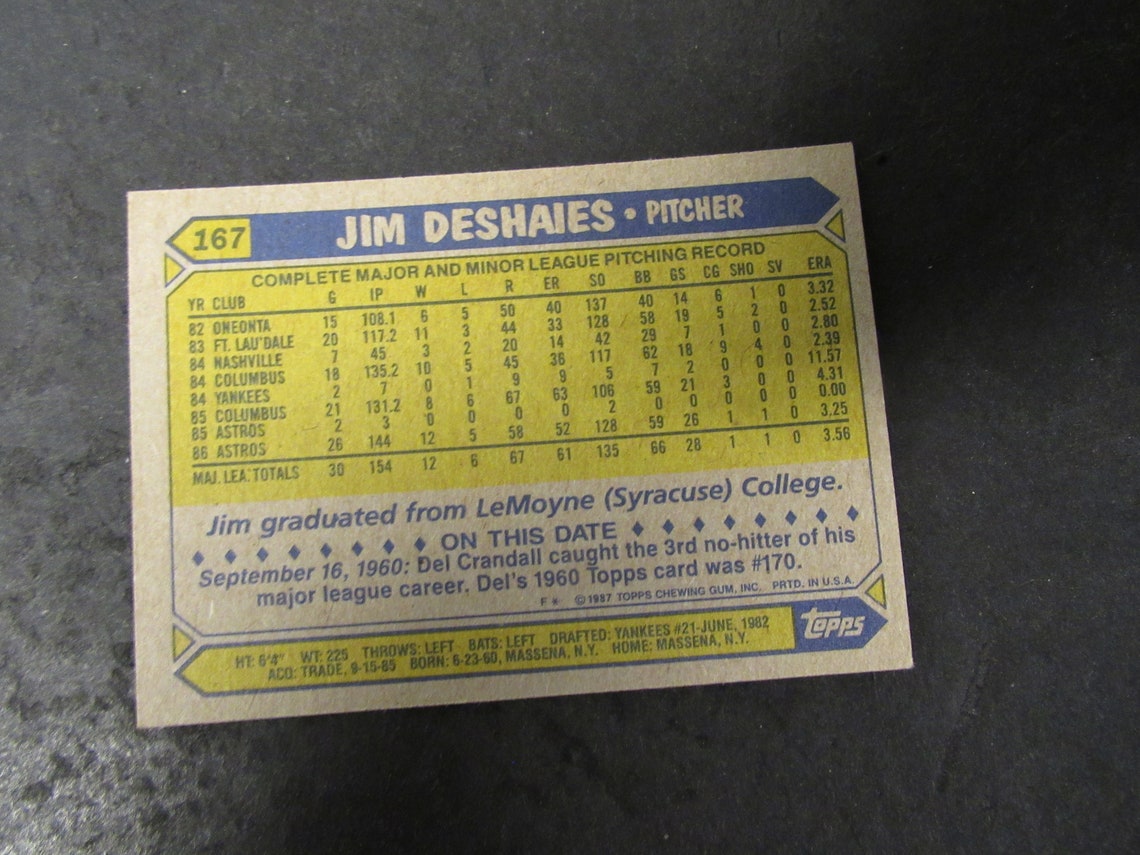 167 JIM DESHAIES • PITCHER
COMPLETE MAJOR AND MINOR LEAGUE PITCHING RECORD
YR CLUB G IP W L R ER SO BB GS CG SHO SV ERA
82 ONEONTA 15 108.1 6 5 50 40 137 40 14 6 1 0 3.32
83 FT. LAU'DALE 20 117.2 11 3 44 33 128 58 19 5 2 0 2.52
84 NASHVILLE 7 45 3 2 20 14 42 29 7 1 0 0 2.80
84 COLUMBUS 18 135.2 10 5 45 36 117 62 18 9 4 0 2.39
84 YANKEES 2 7 0 1 9 9 5 7 2 0 0 0 11.57
85 COLUMBUS 21 131.2 8 6 67 63 106 59 21 3 0 0 4.31
85 ASTROS 2 3 0 0 0 0 2 0 0 0 0 0 0.00
86 ASTROS 26 144 12 5 58 52 128 59 26 1 1 0 3.25
MAJ. LEA. TOTALS 30 154 12 6 67 61 135 66 28 1 1 0 3.56
Jim graduated from LeMoyne (Syracuse) College.
ON THIS DATE
September 16, 1960: Del Crandall caught the 3rd no-hitter of his
major league career. Del's 1960 Topps card was #170.
F* ©1987 TOPPS CHEWING GUM, INC. PRTD. IN U.S.A.
HT: 6'4" WT: 225 THROWS: LEFT BATS: LEFT DRAFTED: YANKEES #21-JUNE, 1982
ACQ: TRADE, 9-15-85 BORN: 6-23-60, MASSENA, N.Y. HOME: MASSENA, N.Y.
topps